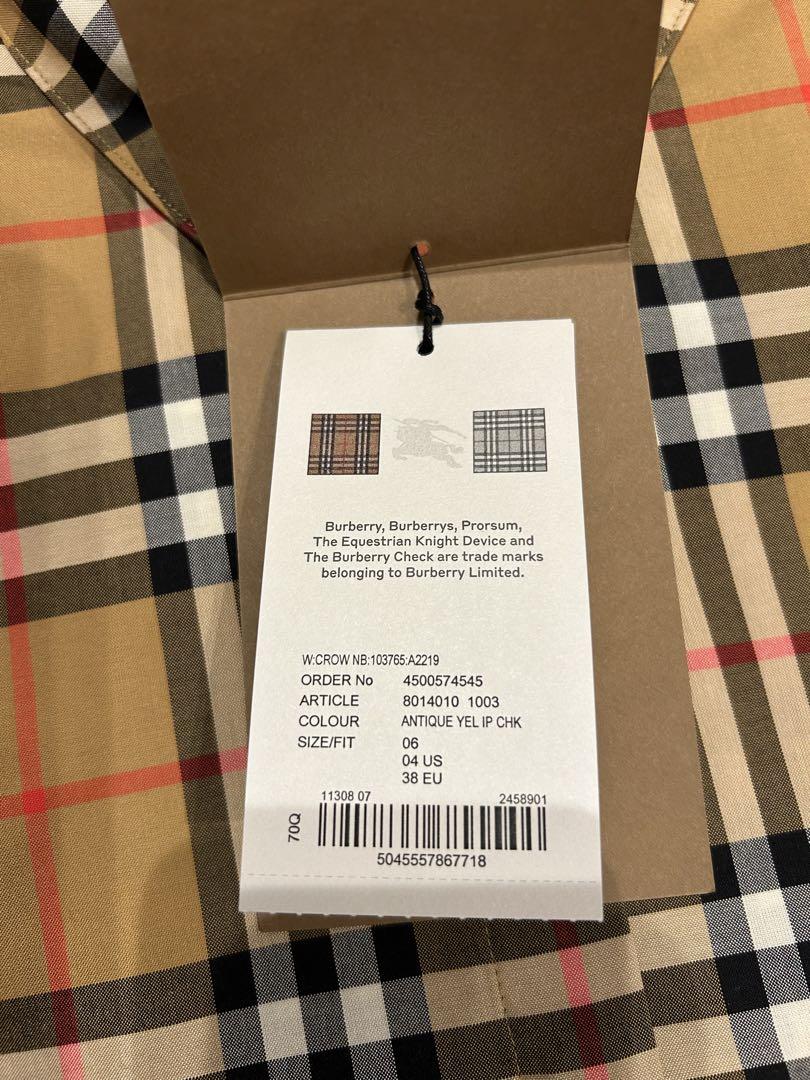 Burberry, Burberrys, Prorsum,
The Equestrian Knight Device and
The Burberry Check are trade marks
belonging to Burberry Limited.
W:CROW NB:103765:A2219
ORDER No 4500574545
ARTICLE 8014010 1003
COLOUR ANTIQUE YEL IP CHK
SIZE/FIT 06
04 US
38 EU
11308 07 2458901
70Q
5045557867718